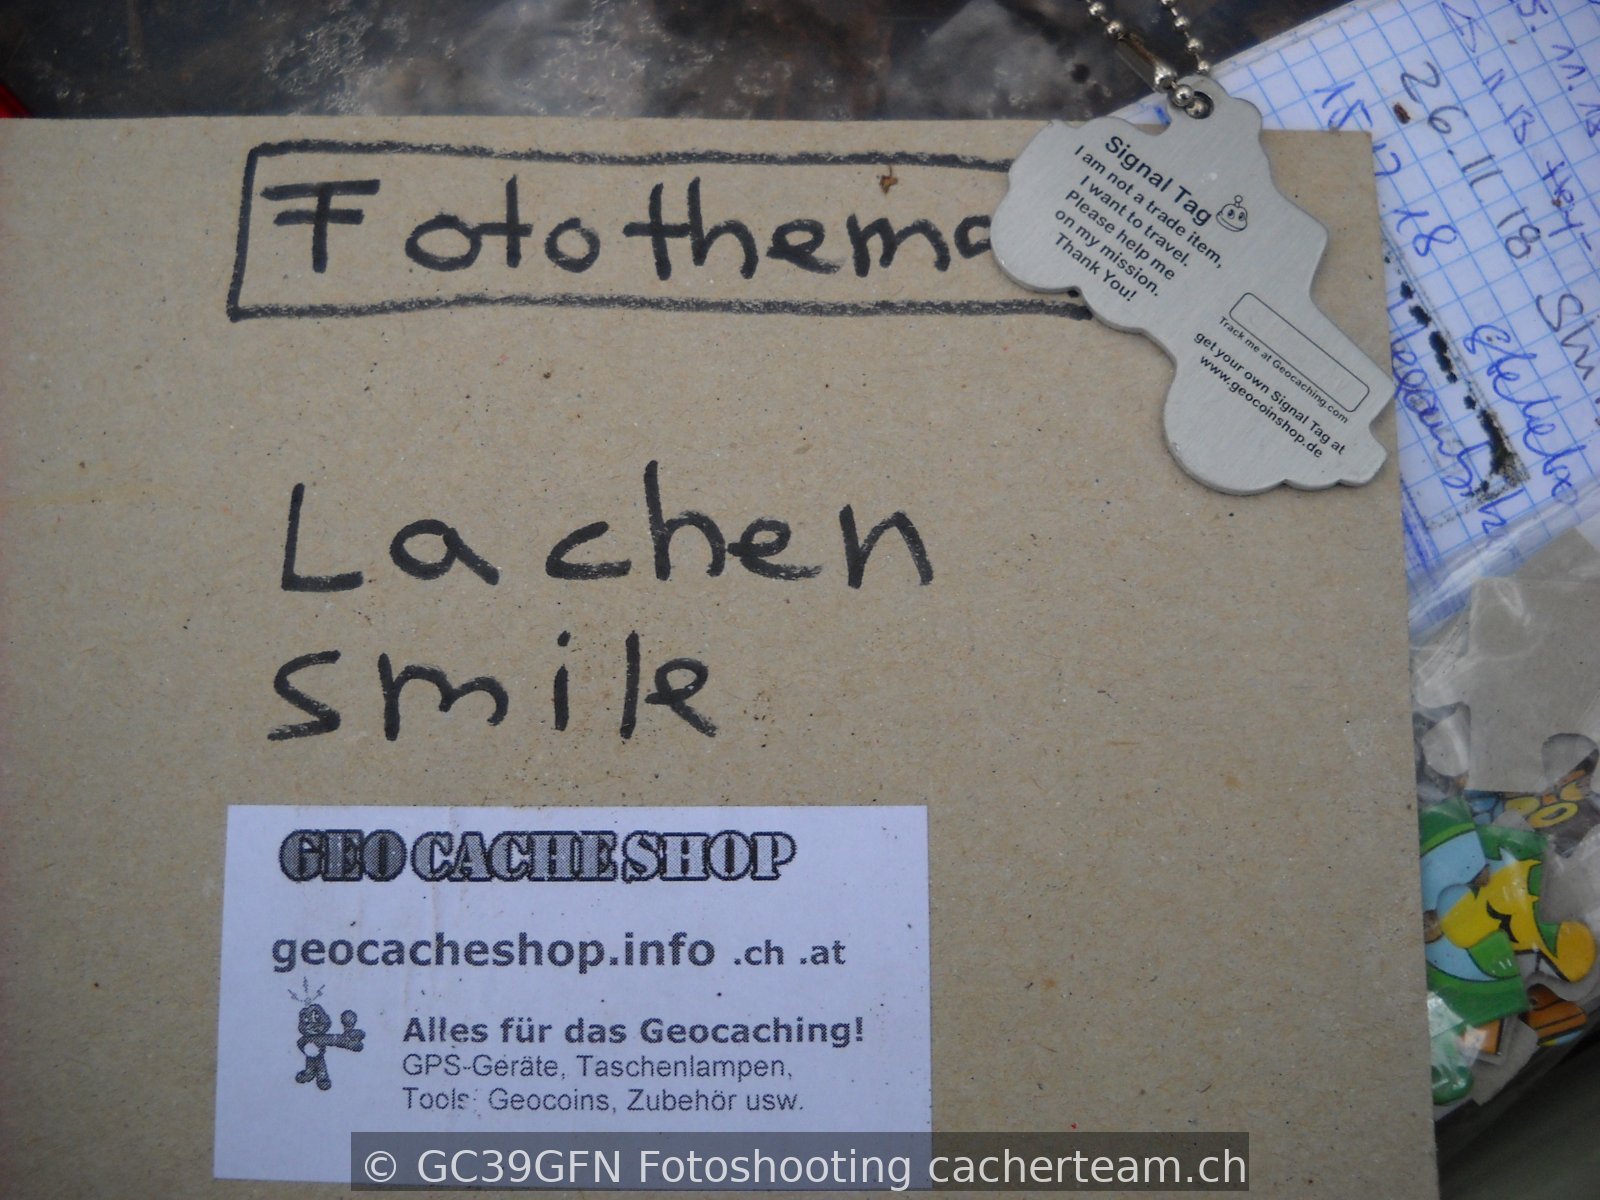 Fotothema
Lachen
smile
Signal Tag
I am not a trade item,
I want to travel.
Please help me
on my mission.
Thank You!
Track me at Geocaching.com
get your own Signal Tag at
www.geocoinshop.de
26.11.18
GEOCACHESHOP
geocacheshop.info .ch .at
Alles für das Geocaching!
GPS-Geräte, Taschenlampen,
Tools, Geocoins, Zubehör usw.
© GC39GFN Fotoshooting cacherteam.ch